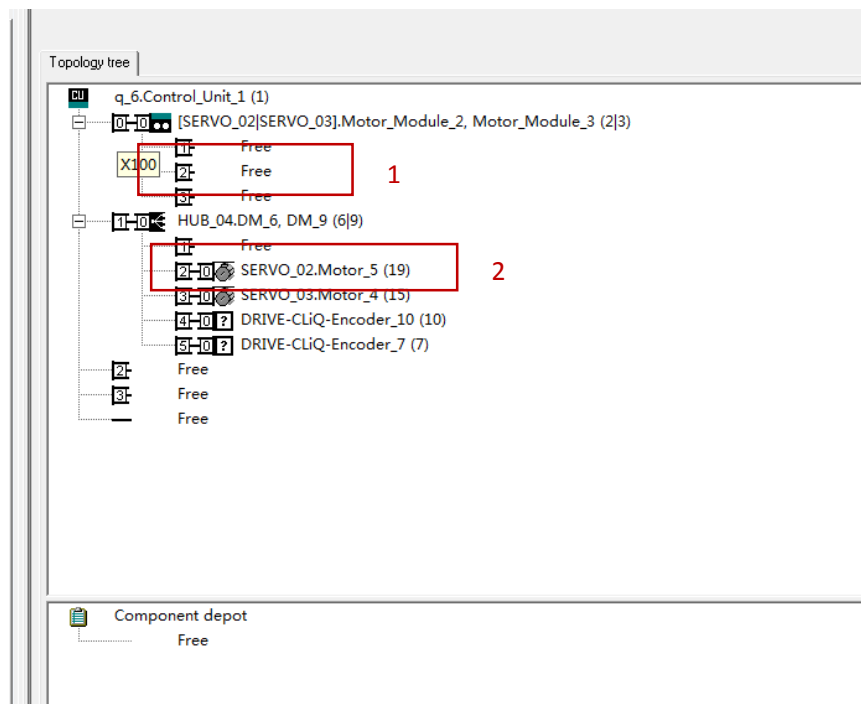 Topology tree
CU q_6.Control_Unit_1 (1)
0 0 [SERVO_02|SERVO_03].Motor_Module_2, Motor_Module_3 (2|3)
1 Free
X100 2 Free 1
3 Free
1 0 HUB_04.DM_6, DM_9 (6|9)
1 Free
2 0 SERVO_02.Motor_5 (19) 2
3 0 SERVO_03.Motor_4 (15)
4 0 ? DRIVE-CLiQ-Encoder_10 (10)
5 0 ? DRIVE-CLiQ-Encoder_7 (7)
2 Free
3 Free
Free
Component depot
Free